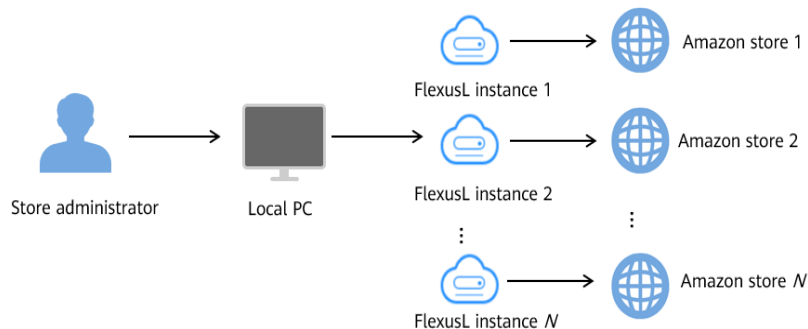 Amazon store 1
FlexusL instance 1
Amazon store 2
FlexusL instance 2
Store administrator
Local PC
⋮
⋮
Amazon store N
FlexusL instance N